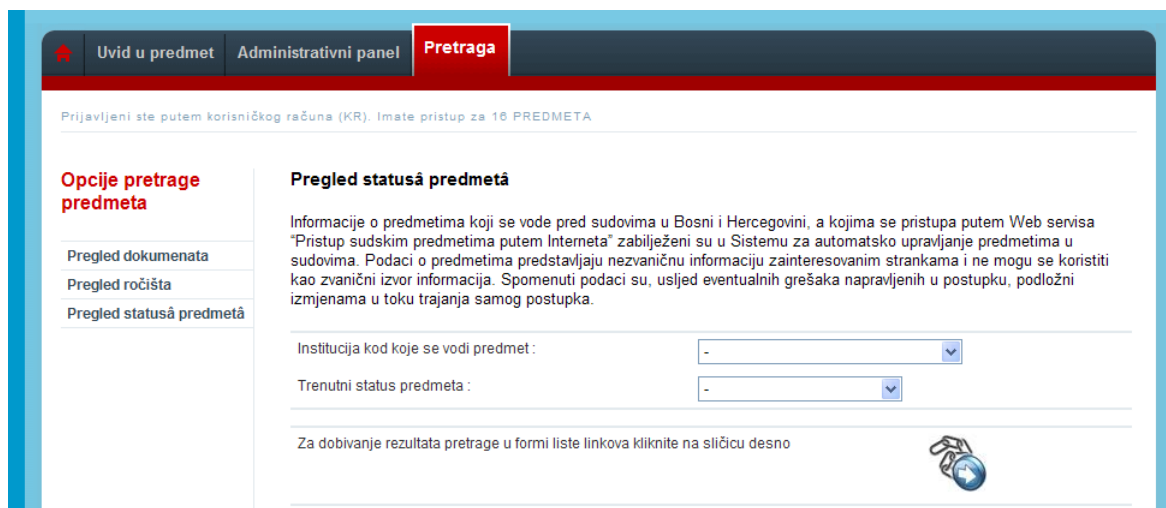 Uvid u predmet Administrativni panel Pretraga
Prijavljeni ste putem korisničkog računa (KR). Imate pristup za 16 PREDMETA
Opcije pretrage
predmeta
Pregled dokumenata
Pregled ročišta
Pregled statusâ predmetâ
Pregled statusâ predmetâ
Informacije o predmetima koji se vode pred sudovima u Bosni i Hercegovini, a kojima se pristupa putem Web servisa
“Pristup sudskim predmetima putem Interneta” zabilježeni su u Sistemu za automatsko upravljanje predmetima u
sudovima. Podaci o predmetima predstavljaju nezvaničnu informaciju zainteresovanim strankama i ne mogu se koristiti
kao zvanični izvor informacija. Spomenuti podaci su, usljed eventualnih grešaka napravljenih u postupku, podložni
izmjenama u toku trajanja samog postupka.
Institucija kod koje se vodi predmet : -
Trenutni status predmeta : -
Za dobivanje rezultata pretrage u formi liste linkova kliknite na sličicu desno